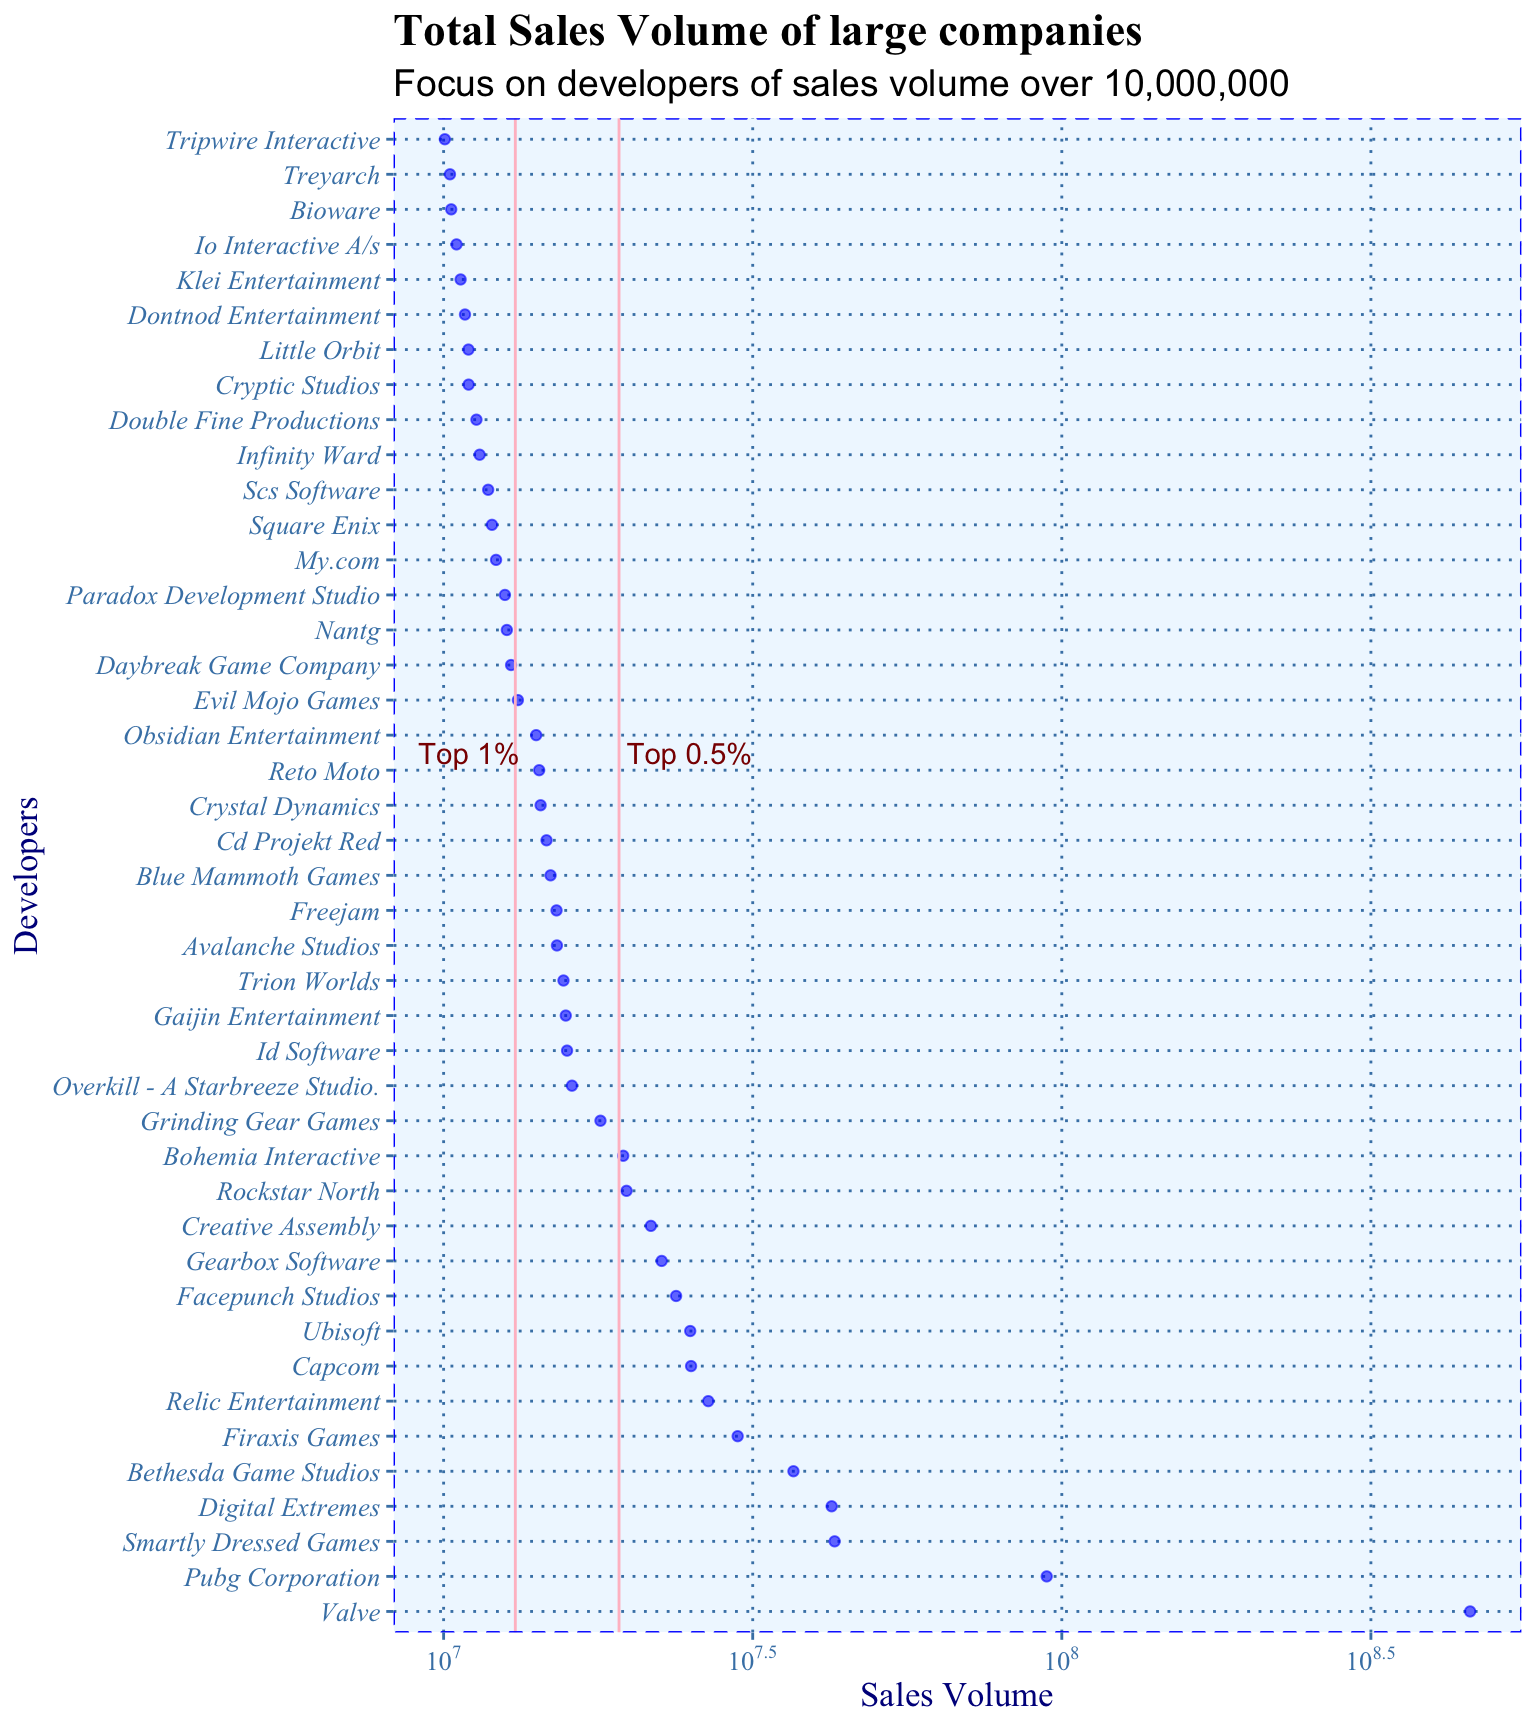 Total Sales Volume of large companies
Focus on developers of sales volume over 10,000,000
Tripwire Interactive
Treyarch
Bioware
Io Interactive A/s
Klei Entertainment
Dontnod Entertainment
Little Orbit
Cryptic Studios
Double Fine Productions
Infinity Ward
Scs Software
Square Enix
My.com
Paradox Development Studio
Nantg
Daybreak Game Company
Evil Mojo Games
Obsidian Entertainment
Top 1% Top 0.5%
Reto Moto
Crystal Dynamics
Cd Projekt Red
Blue Mammoth Games
Freejam
Avalanche Studios
Trion Worlds
Gaijin Entertainment
Id Software
Overkill - A Starbreeze Studio.
Grinding Gear Games
Bohemia Interactive
Rockstar North
Creative Assembly
Gearbox Software
Facepunch Studios
Ubisoft
Capcom
Relic Entertainment
Firaxis Games
Bethesda Game Studios
Digital Extremes
Smartly Dressed Games
Pubg Corporation
Valve
Developers
10^7 10^7.5 10^8 10^8.5
Sales Volume